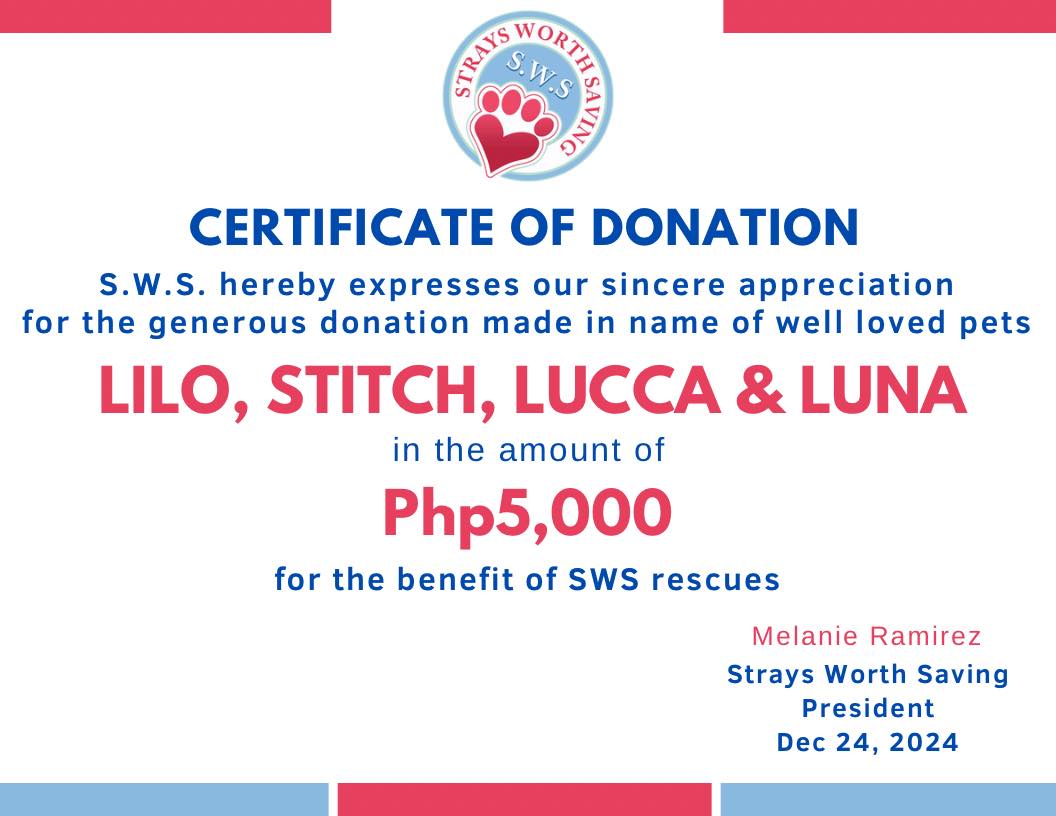 STRAYS WORTH SAVING
S.W.S
CERTIFICATE OF DONATION
S.W.S. hereby expresses our sincere appreciation
for the generous donation made in name of well loved pets
LILO, STITCH, LUCCA & LUNA
in the amount of
Php5,000
for the benefit of SWS rescues
Melanie Ramirez
Strays Worth Saving
President
Dec 24, 2024